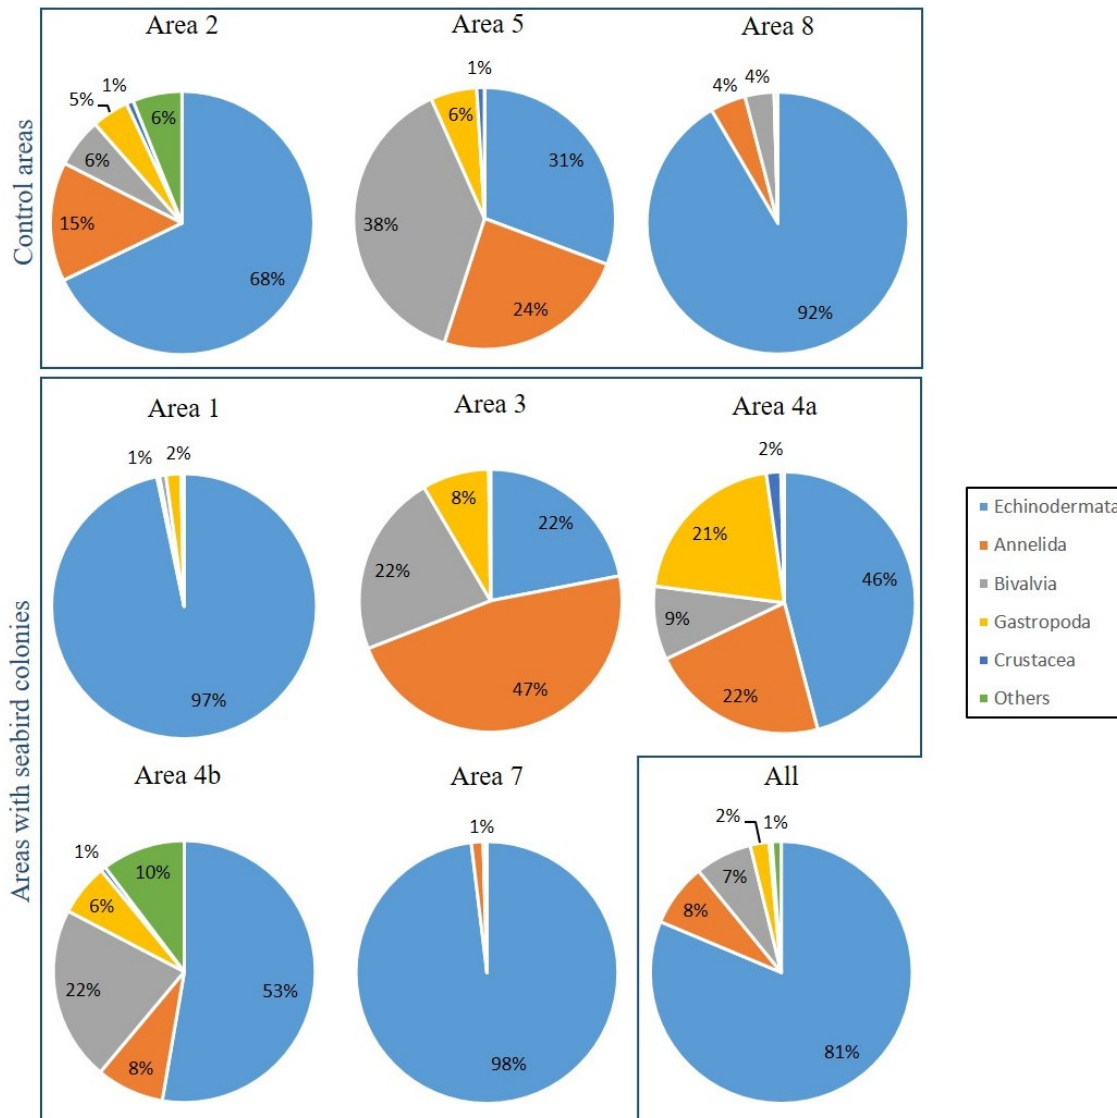 Control areas
Area 2
Area 5
Area 8
5%
1%
6%
6%
15%
68%
1%
6%
31%
38%
24%
4%
4%
92%
Areas with seabird colonies
Area 1
Area 3
Area 4a
1%
2%
97%
8%
22%
22%
47%
2%
21%
46%
9%
22%
Echinodermata
Annelida
Bivalvia
Gastropoda
Crustacea
Others
Area 4b
Area 7
All
1%
10%
6%
22%
53%
8%
1%
98%
2%
1%
7%
8%
81%